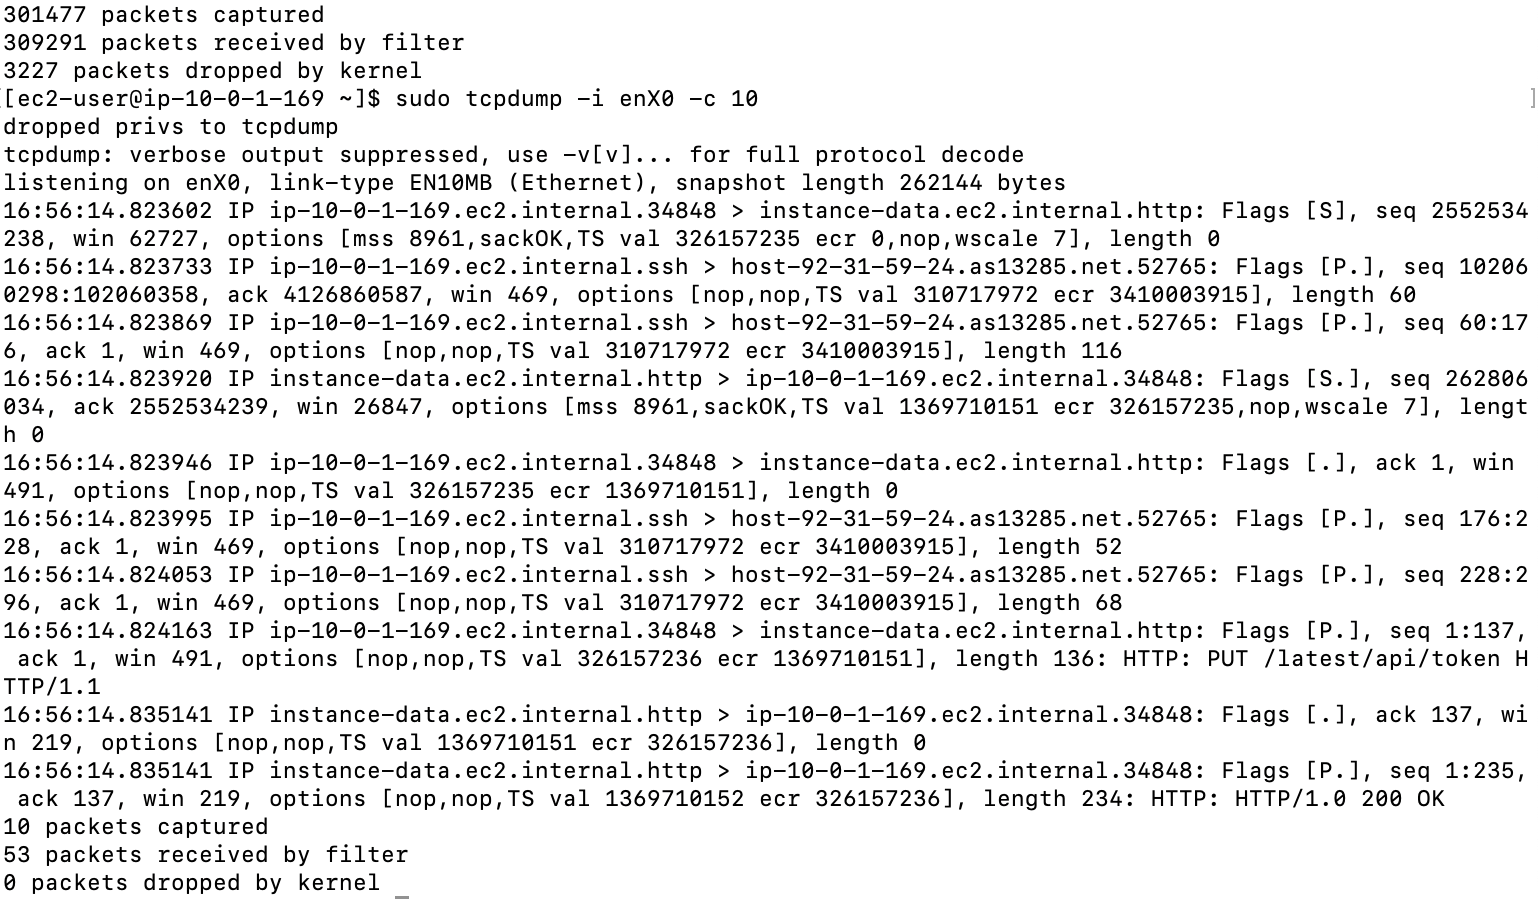 301477 packets captured
309291 packets received by filter
3227 packets dropped by kernel
[ec2-user@ip-10-0-1-169 ~]$ sudo tcpdump -i enX0 -c 10
dropped privs to tcpdump
tcpdump: verbose output suppressed, use -v[v]... for full protocol decode
listening on enX0, link-type EN10MB (Ethernet), snapshot length 262144 bytes
16:56:14.823602 IP ip-10-0-1-169.ec2.internal.34848 > instance-data.ec2.internal.http: Flags [S], seq 2552534
238, win 62727, options [mss 8961,sackOK,TS val 326157235 ecr 0,nop,wscale 7], length 0
16:56:14.823733 IP ip-10-0-1-169.ec2.internal.ssh > host-92-31-59-24.as13285.net.52765: Flags [P.], seq 10206
0298:102060358, ack 4126860587, win 469, options [nop,nop,TS val 310717972 ecr 3410003915], length 60
16:56:14.823869 IP ip-10-0-1-169.ec2.internal.ssh > host-92-31-59-24.as13285.net.52765: Flags [P.], seq 60:17
6, ack 1, win 469, options [nop,nop,TS val 310717972 ecr 3410003915], length 116
16:56:14.823920 IP instance-data.ec2.internal.http > ip-10-0-1-169.ec2.internal.34848: Flags [S.], seq 262806
034, ack 2552534239, win 26847, options [mss 8961,sackOK,TS val 1369710151 ecr 326157235,nop,wscale 7], lengt
h 0
16:56:14.823946 IP ip-10-0-1-169.ec2.internal.34848 > instance-data.ec2.internal.http: Flags [.], ack 1, win
491, options [nop,nop,TS val 326157235 ecr 1369710151], length 0
16:56:14.823995 IP ip-10-0-1-169.ec2.internal.ssh > host-92-31-59-24.as13285.net.52765: Flags [P.], seq 176:2
28, ack 1, win 469, options [nop,nop,TS val 310717972 ecr 3410003915], length 52
16:56:14.824053 IP ip-10-0-1-169.ec2.internal.ssh > host-92-31-59-24.as13285.net.52765: Flags [P.], seq 228:2
96, ack 1, win 469, options [nop,nop,TS val 310717972 ecr 3410003915], length 68
16:56:14.824163 IP ip-10-0-1-169.ec2.internal.34848 > instance-data.ec2.internal.http: Flags [P.], seq 1:137,
 ack 1, win 491, options [nop,nop,TS val 326157236 ecr 1369710151], length 136: HTTP: PUT /latest/api/token H
TTP/1.1
16:56:14.835141 IP instance-data.ec2.internal.http > ip-10-0-1-169.ec2.internal.34848: Flags [.], ack 137, wi
n 219, options [nop,nop,TS val 1369710151 ecr 326157236], length 0
16:56:14.835141 IP instance-data.ec2.internal.http > ip-10-0-1-169.ec2.internal.34848: Flags [P.], seq 1:235,
 ack 137, win 219, options [nop,nop,TS val 1369710152 ecr 326157236], length 234: HTTP: HTTP/1.0 200 OK
10 packets captured
53 packets received by filter
0 packets dropped by kernel